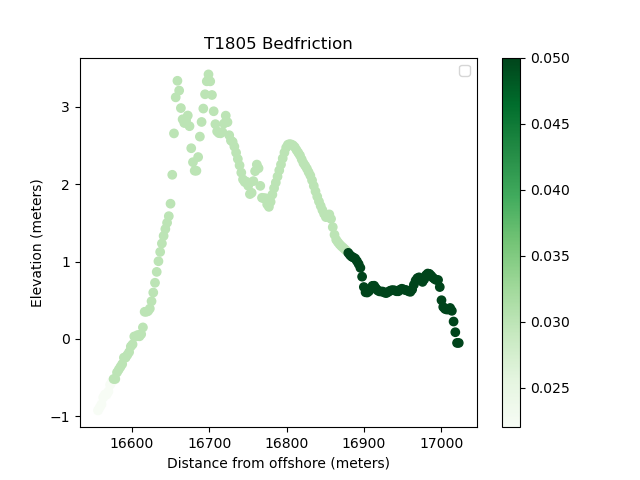 T1805 Bedfriction
Elevation (meters)
3
2
1
0
−1
16600 16700 16800 16900 17000
Distance from offshore (meters)
0.050
0.045
0.040
0.035
0.030
0.025